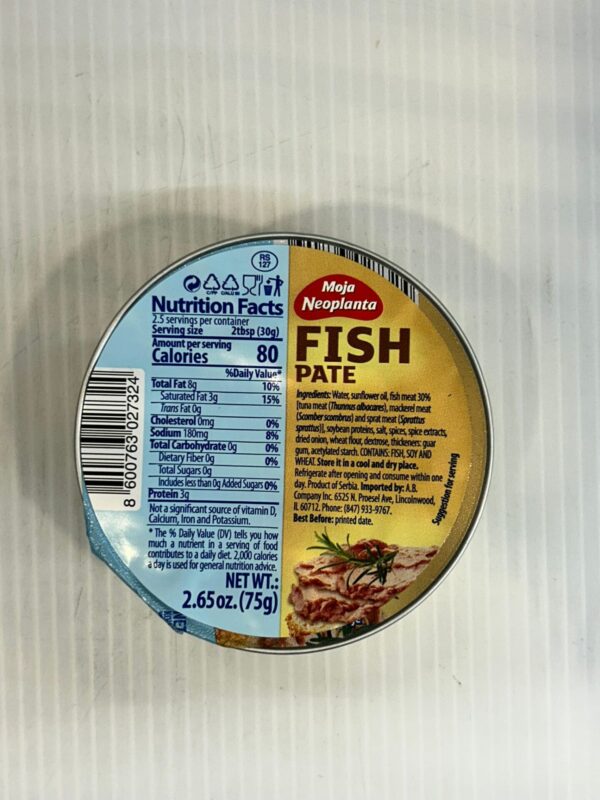 RS
127
Nutrition Facts
2.5 servings per container
Serving size 2tbsp (30g)
Amount per serving
Calories 80
%Daily Value*
Total Fat 8g 10%
Saturated Fat 3g 15%
Trans Fat 0g
Cholesterol 0mg 0%
Sodium 180mg 8%
Total Carbohydrate 0g 0%
Dietary Fiber 0g 0%
Total Sugars 0g
Includes less than 0g Added Sugars 0%
Protein 3g
Not a significant source of vitamin D,
Calcium, Iron and Potassium.
* The % Daily Value (DV) tells you how
much a nutrient in a serving of food
contributes to a daily diet. 2,000 calories
a day is used for general nutrition advice.
NET WT.:
2.65 oz. (75g)
8 600763 027324
Moja
Neoplanta
FISH
PATE
Ingredients: Water, sunflower oil, fish meat 30%
[tuna meat (Thunnus albacares), mackerel meat
(Scomber scombrus) and sprat meat (Sprattus
sprattus)], soybean proteins, salt, spices, spice extracts,
dried onion, wheat flour, dextrose, thickeners: guar
gum, acetylated starch. CONTAINS: FISH, SOY AND
WHEAT. Store it in a cool and dry place.
Refrigerate after opening and consume within one
day. Product of Serbia. Imported by: A.B.
Company Inc. 6525 N. Proesel Ave, Lincolnwood,
IL 60712. Phone: (847) 933-9767.
Best Before: printed date.
Suggestion for serving